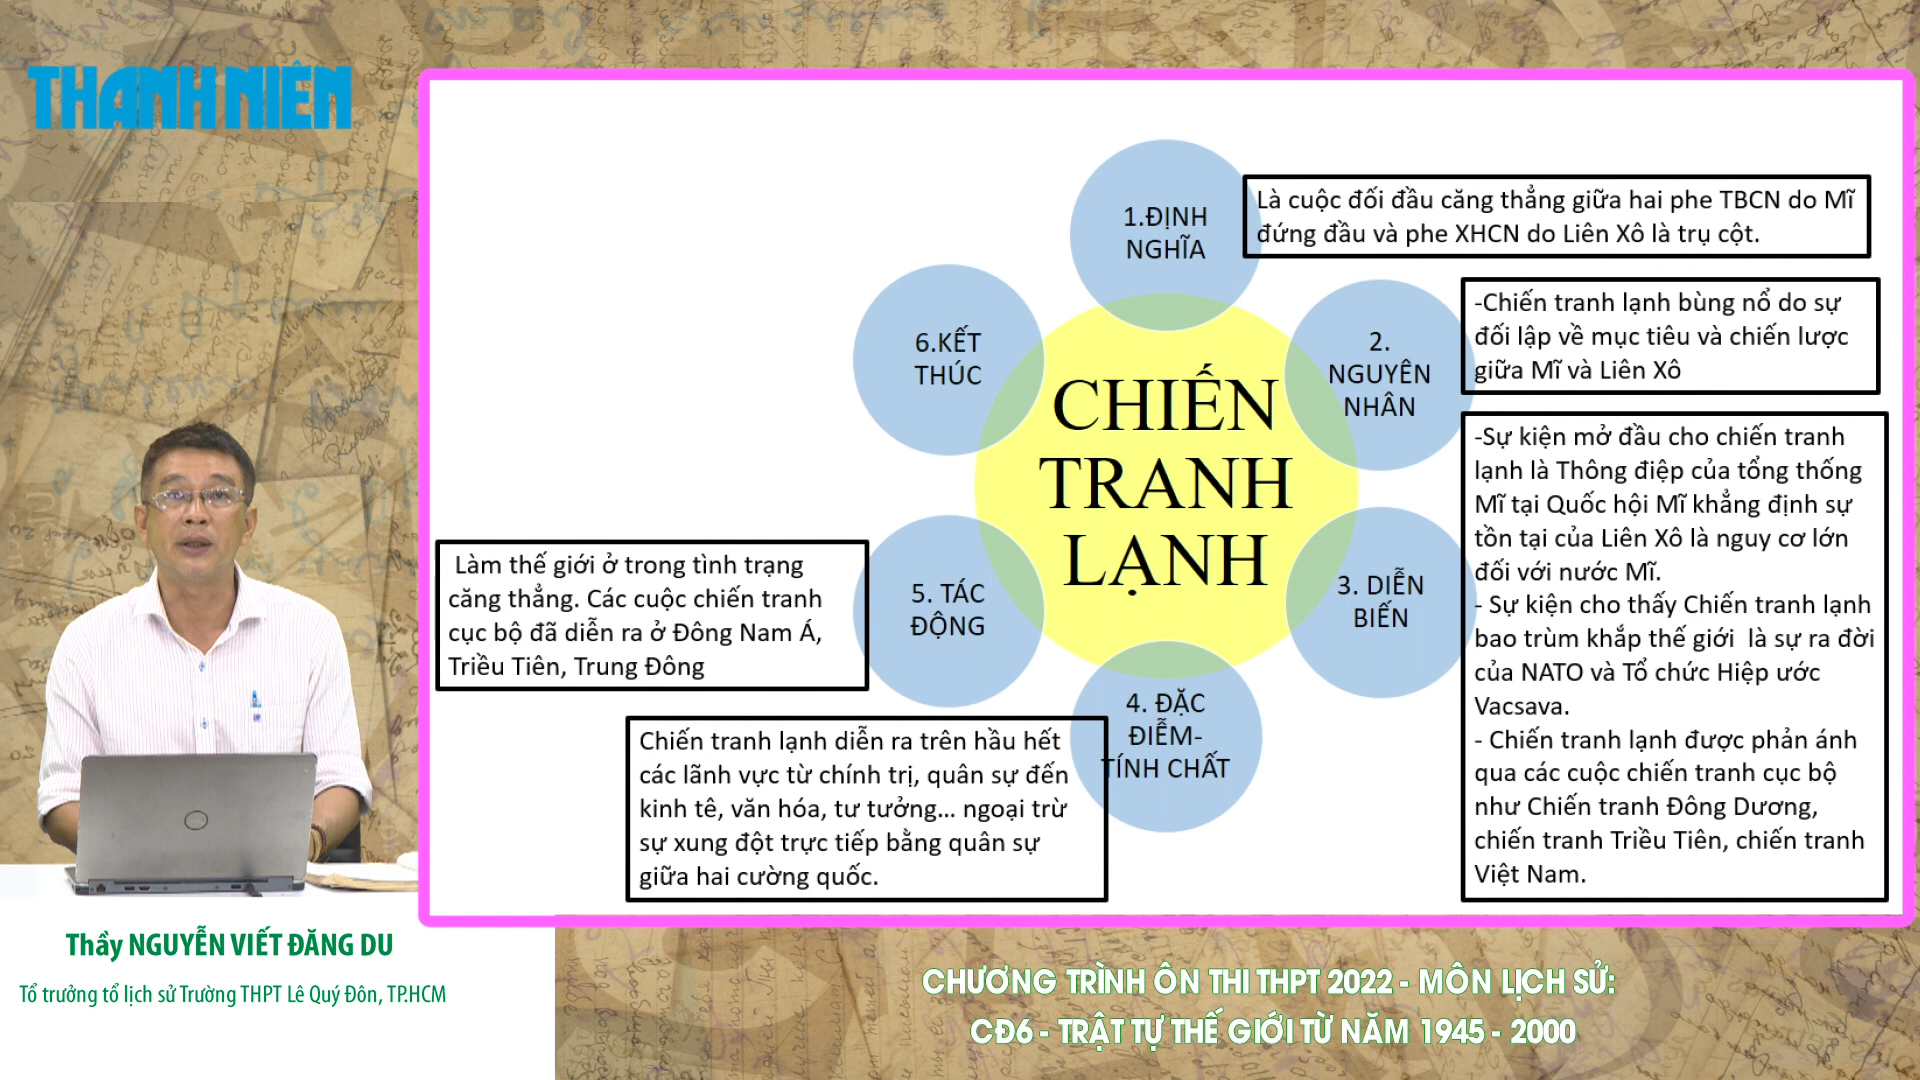 THANH NIÊN
1.ĐỊNH
NGHĨA
Là cuộc đối đầu căng thẳng giữa hai phe TBCN do Mĩ
đứng đầu và phe XHCN do Liên Xô là trụ cột.
2.
NGUYÊN
NHÂN
-Chiến tranh lạnh bùng nổ do sự
đối lập về mục tiêu và chiến lược
giữa Mĩ và Liên Xô
6.KẾT
THÚC
CHIẾN
TRANH
LẠNH
3. DIỄN
BIẾN
-Sự kiện mở đầu cho chiến tranh
lạnh là Thông điệp của tổng thống
Mĩ tại Quốc hội Mĩ khẳng định sự
tồn tại của Liên Xô là nguy cơ lớn
đối với nước Mĩ.
- Sự kiện cho thấy Chiến tranh lạnh
bao trùm khắp thế giới là sự ra đời
của NATO và Tổ chức Hiệp ước
Vacsava.
- Chiến tranh lạnh được phản ánh
qua các cuộc chiến tranh cục bộ
như Chiến tranh Đông Dương,
chiến tranh Triều Tiên, chiến tranh
Việt Nam.
5. TÁC
ĐỘNG
Làm thế giới ở trong tình trạng
căng thẳng. Các cuộc chiến tranh
cục bộ đã diễn ra ở Đông Nam Á,
Triều Tiên, Trung Đông
4. ĐẶC
ĐIỄM-
TÍNH CHẤT
Chiến tranh lạnh diễn ra trên hầu hết
các lãnh vực từ chính trị, quân sự đến
kinh tê, văn hóa, tư tưởng... ngoại trừ
sự xung đột trực tiếp bằng quân sự
giữa hai cường quốc.
Thầy NGUYỄN VIẾT ĐĂNG DU
Tổ trưởng tổ lịch sử Trường THPT Lê Quý Đôn, TP.HCM
CHƯƠNG TRÌNH ÔN THI THPT 2022 - MÔN LỊCH SỬ:
CĐ6 - TRẬT TỰ THẾ GIỚI TỪ NĂM 1945 - 2000